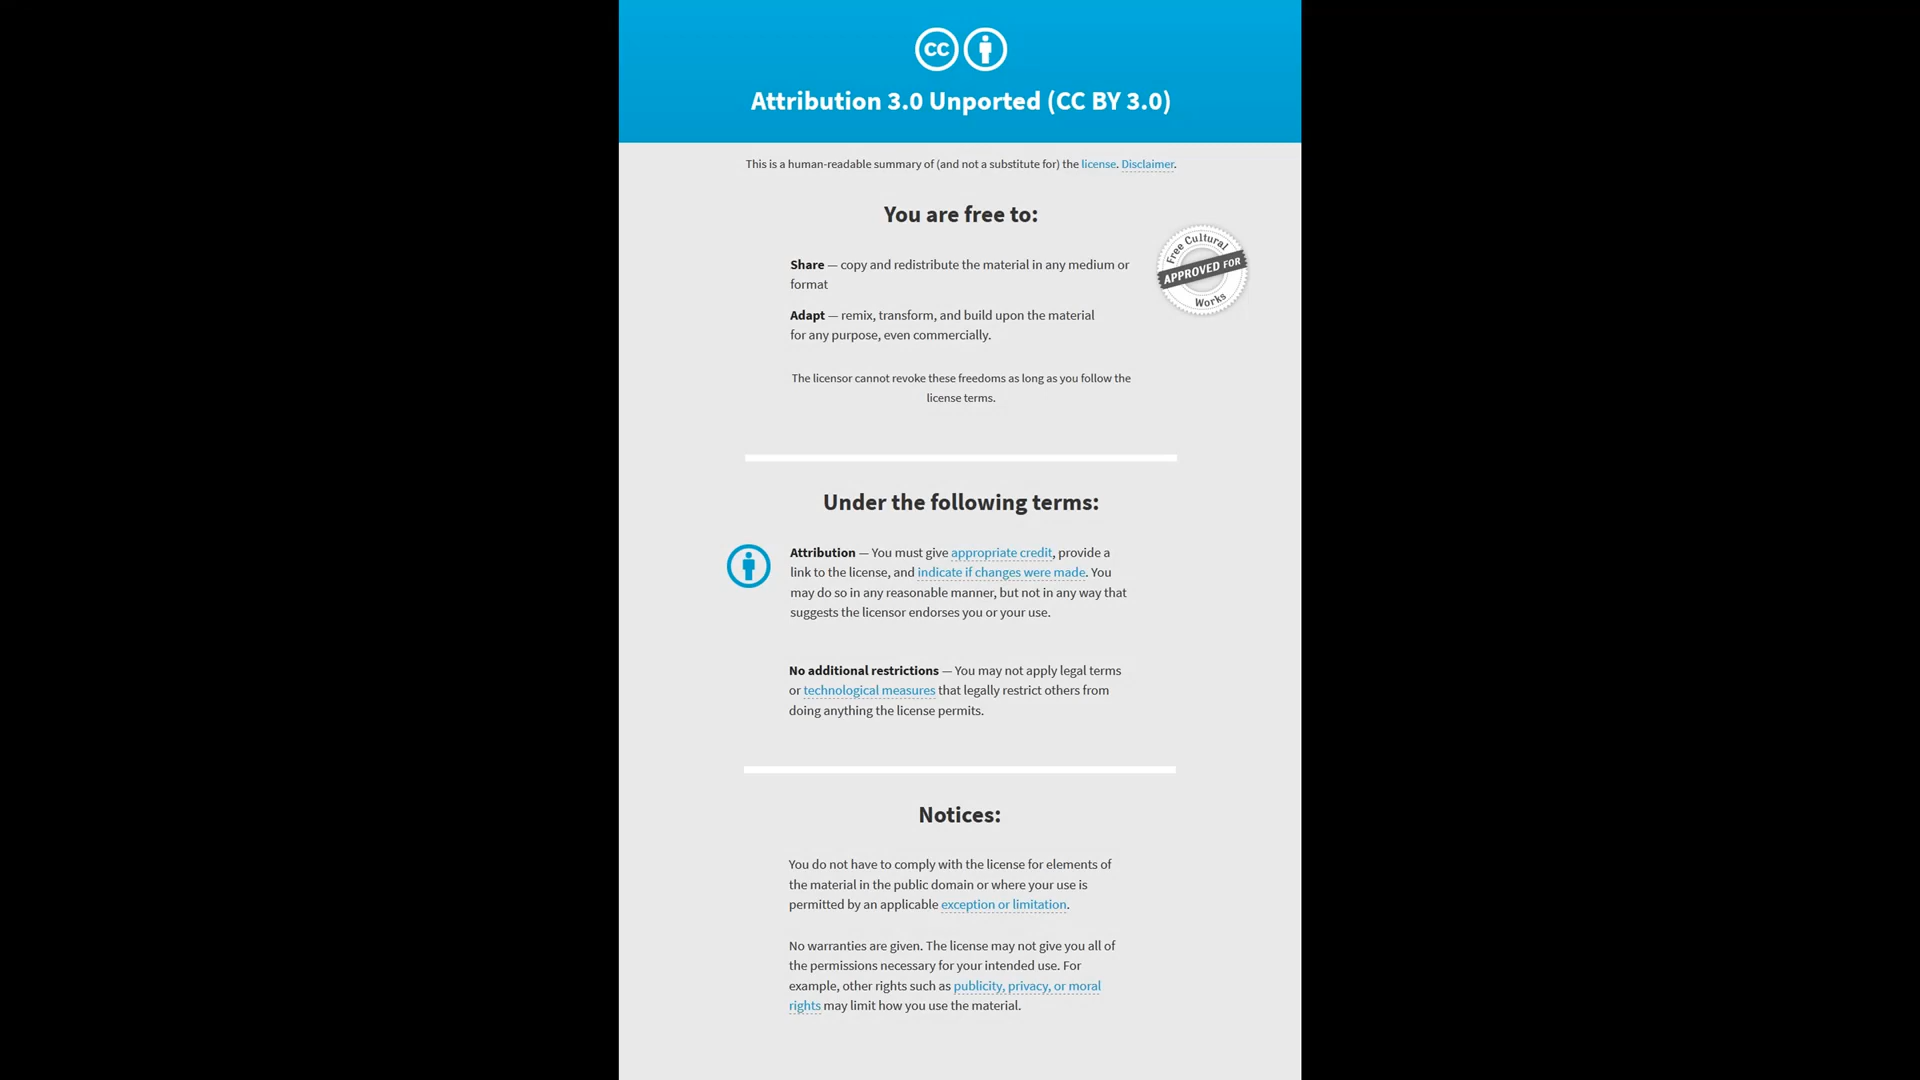 CC
Attribution 3.0 Unported (CC BY 3.0)
This is a human-readable summary of (and not a substitute for) the license. Disclaimer.
You are free to:
Share — copy and redistribute the material in any medium or
format
Free Cultural
APPROVED FOR
Works
Adapt — remix, transform, and build upon the material
for any purpose, even commercially.
The licensor cannot revoke these freedoms as long as you follow the
license terms.
Under the following terms:
Attribution — You must give appropriate credit, provide a
link to the license, and indicate if changes were made. You
may do so in any reasonable manner, but not in any way that
suggests the licensor endorses you or your use.
No additional restrictions — You may not apply legal terms
or technological measures that legally restrict others from
doing anything the license permits.
Notices:
You do not have to comply with the license for elements of
the material in the public domain or where your use is
permitted by an applicable exception or limitation.
No warranties are given. The license may not give you all of
the permissions necessary for your intended use. For
example, other rights such as publicity, privacy, or moral
rights may limit how you use the material.